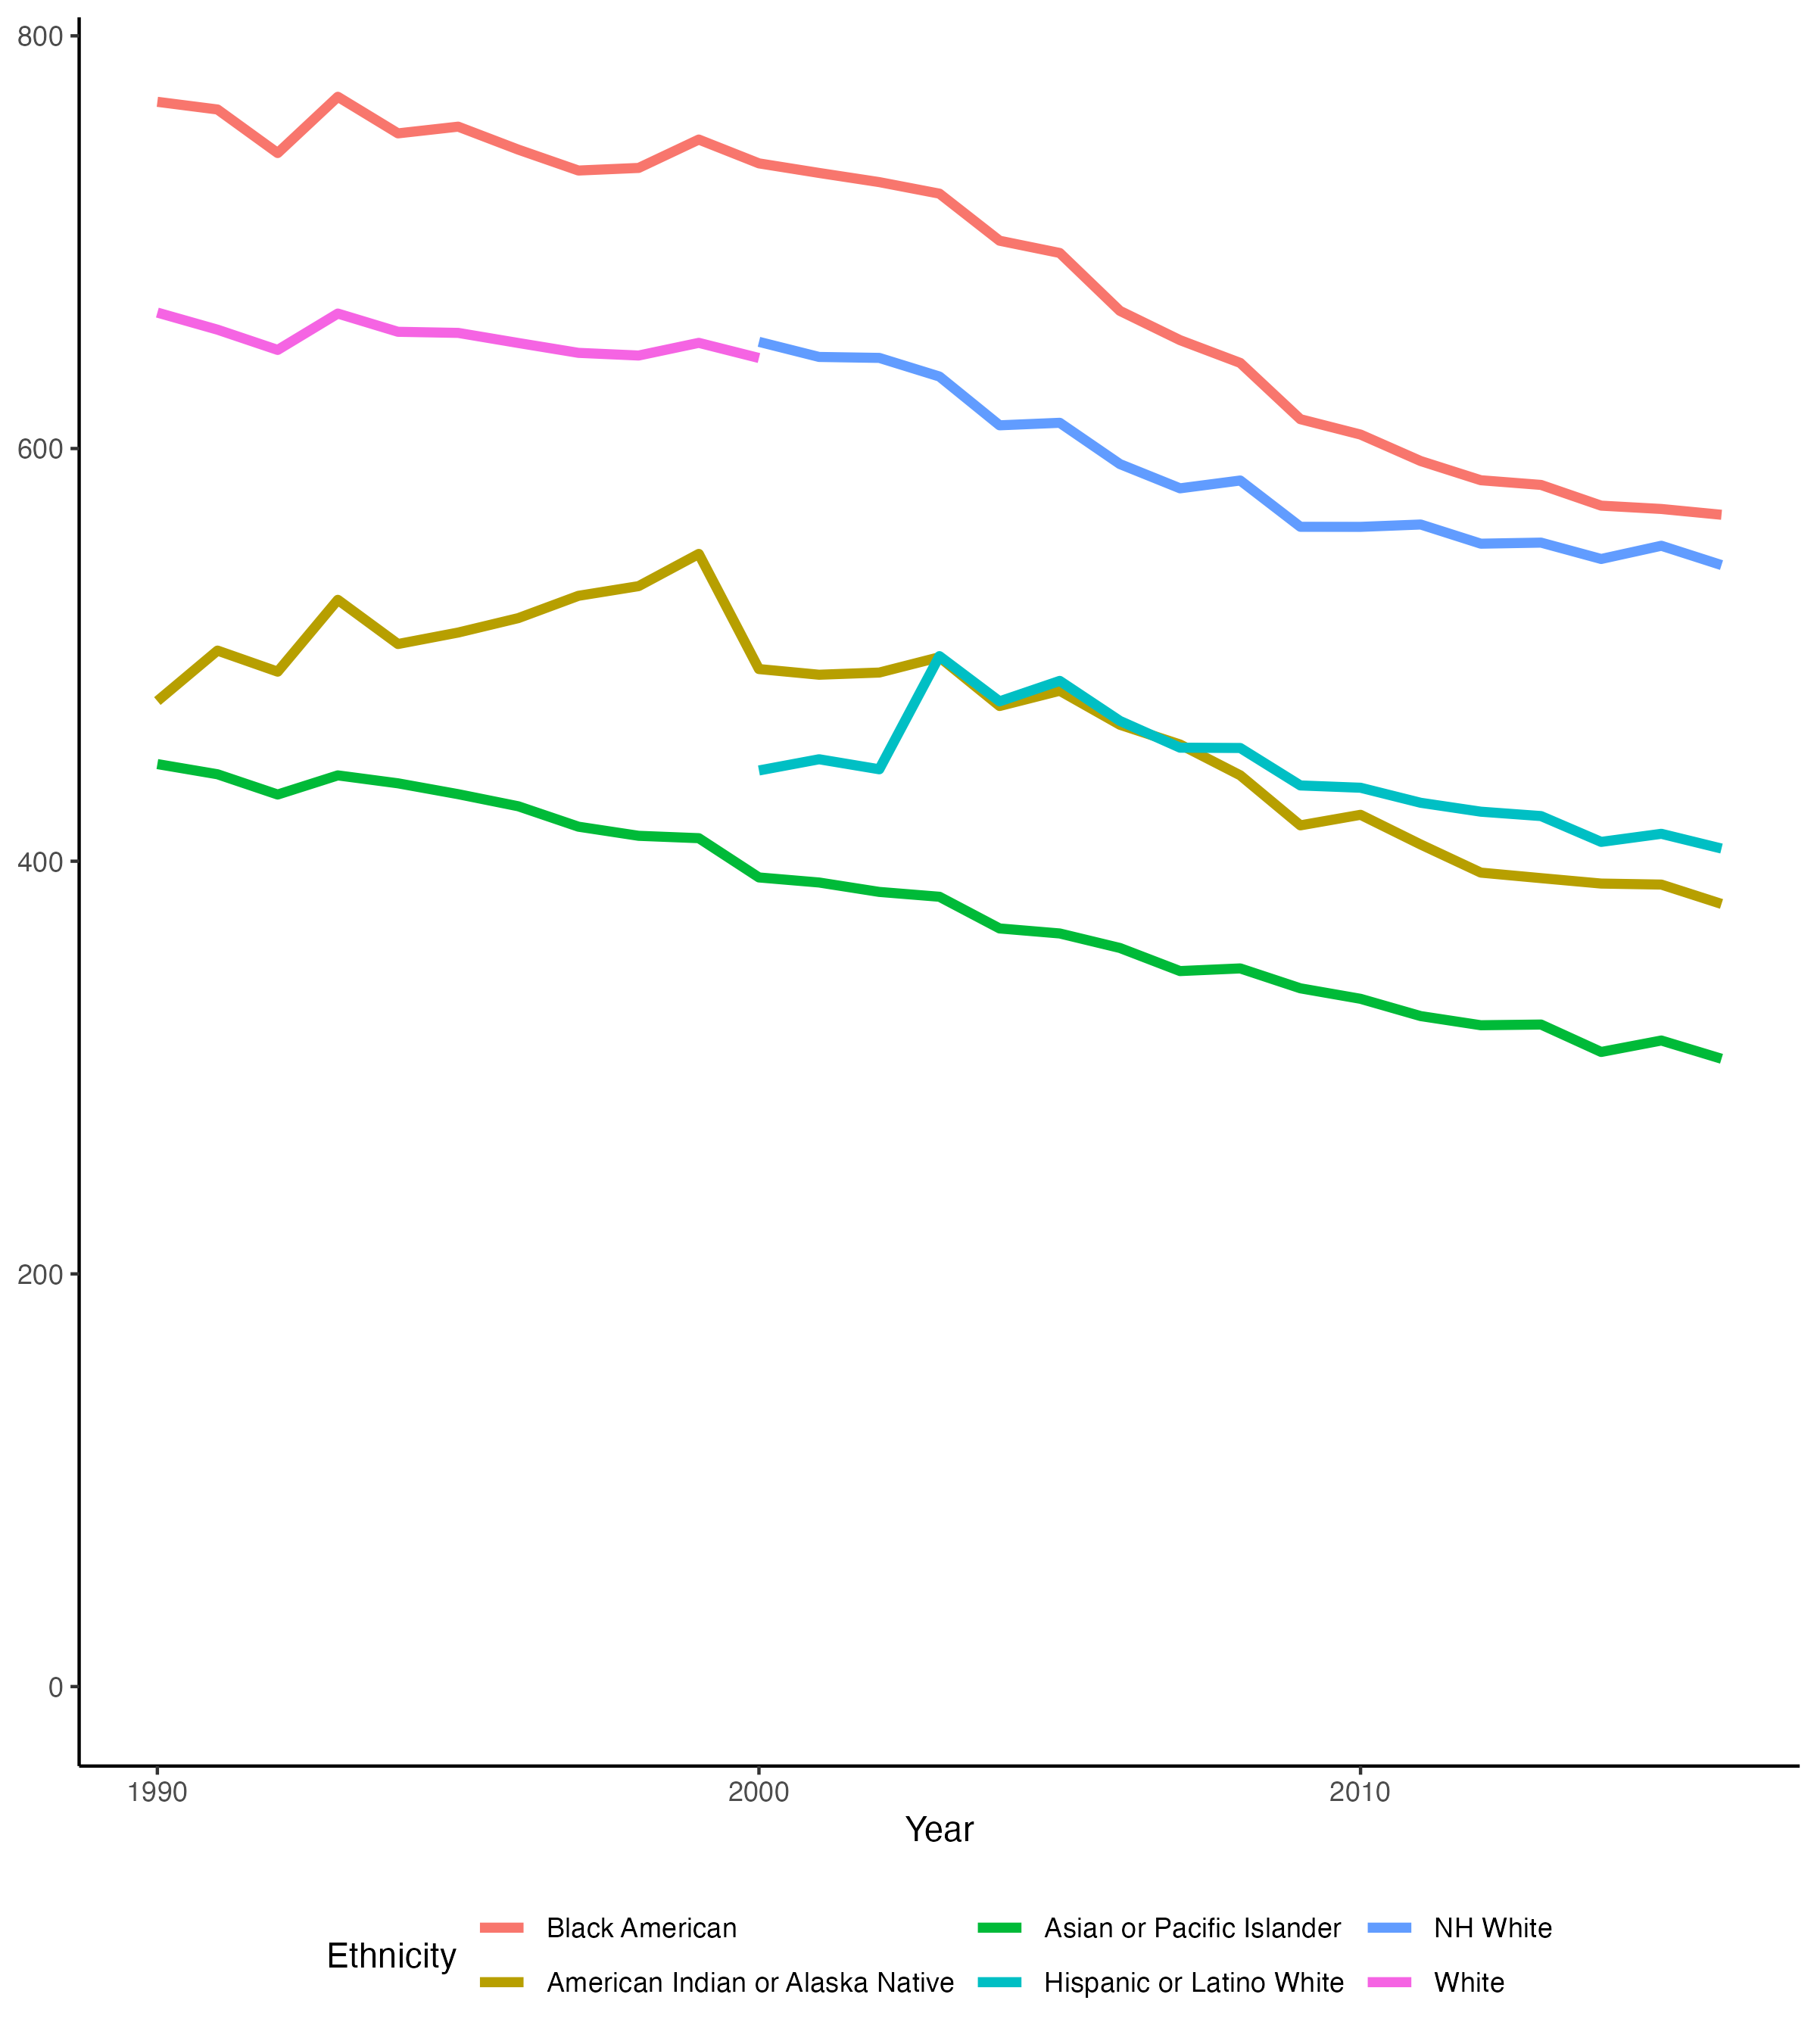 800
600
400
200
0
1990 2000 2010
Year
Ethnicity
Black American
American Indian or Alaska Native
Asian or Pacific Islander
Hispanic or Latino White
NH White
White